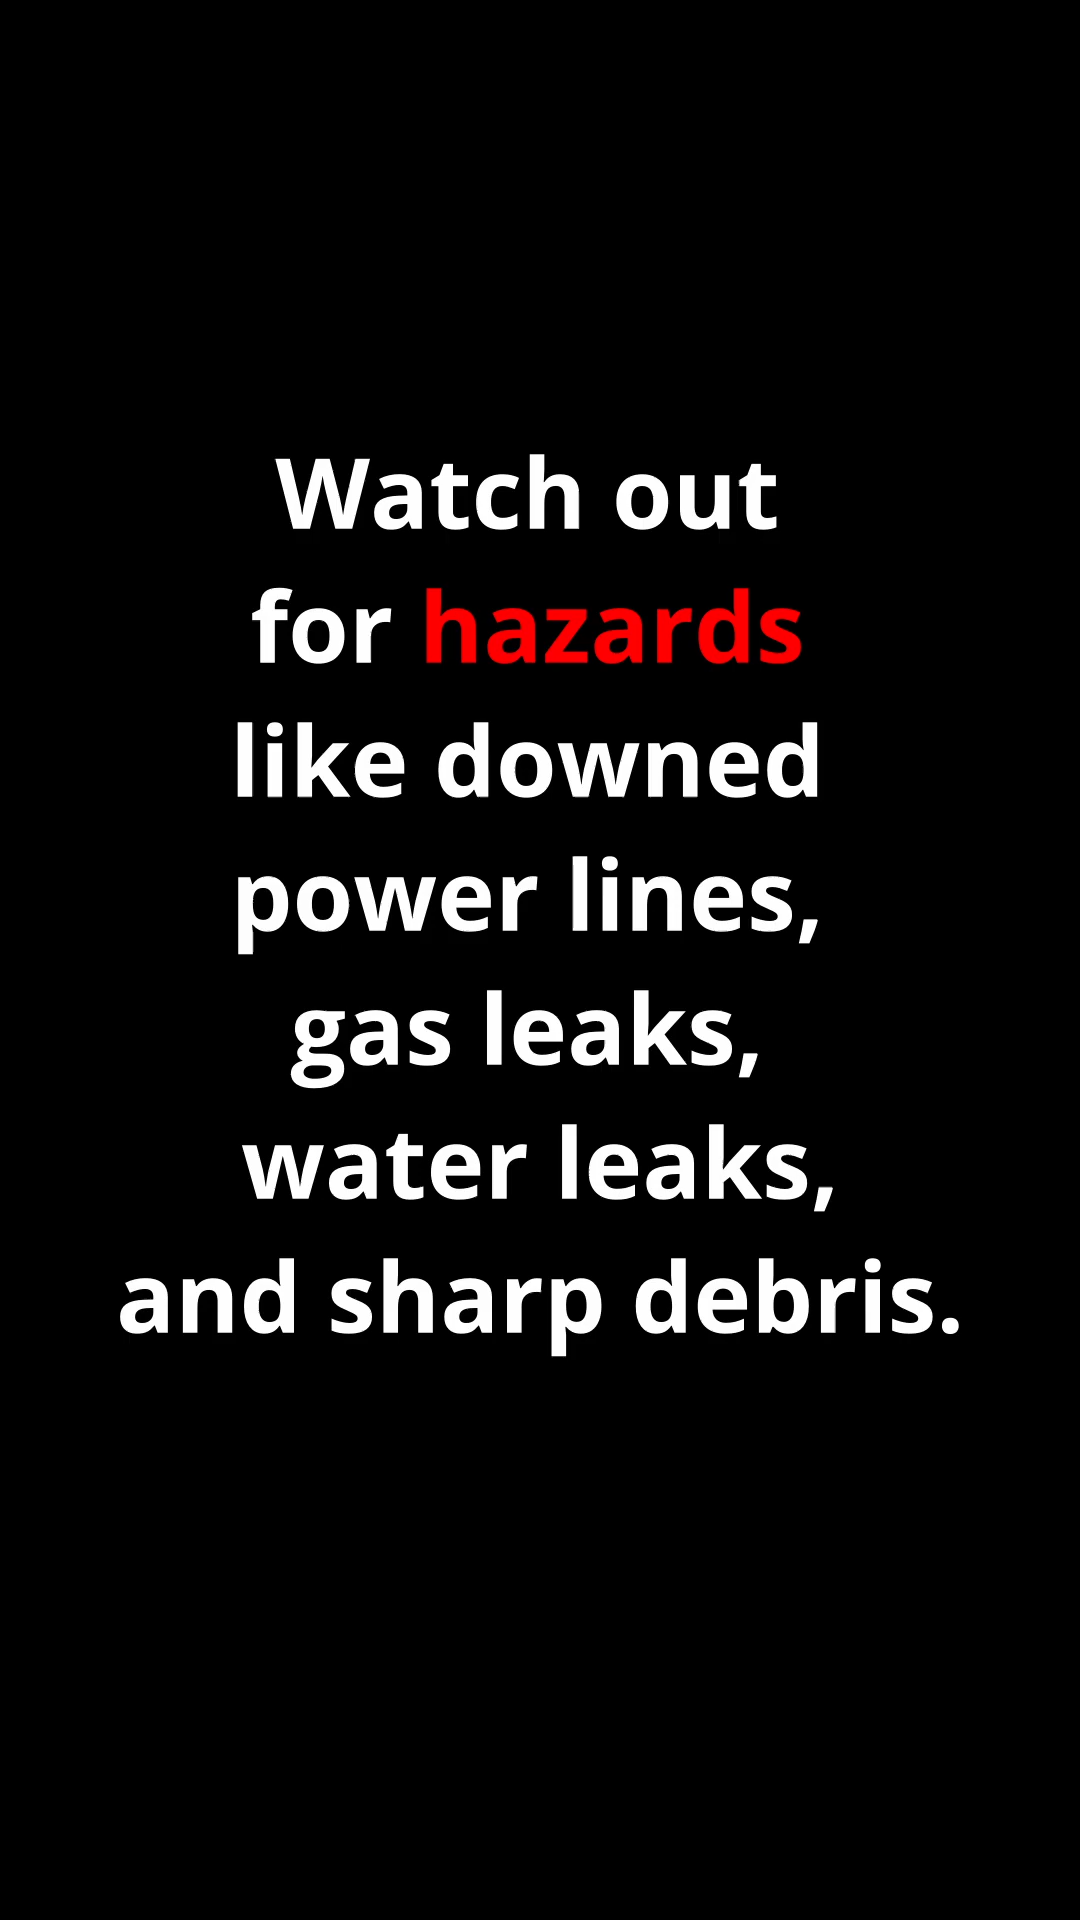 Watch out
for hazards
like downed
power lines,
gas leaks,
water leaks,
and sharp debris.